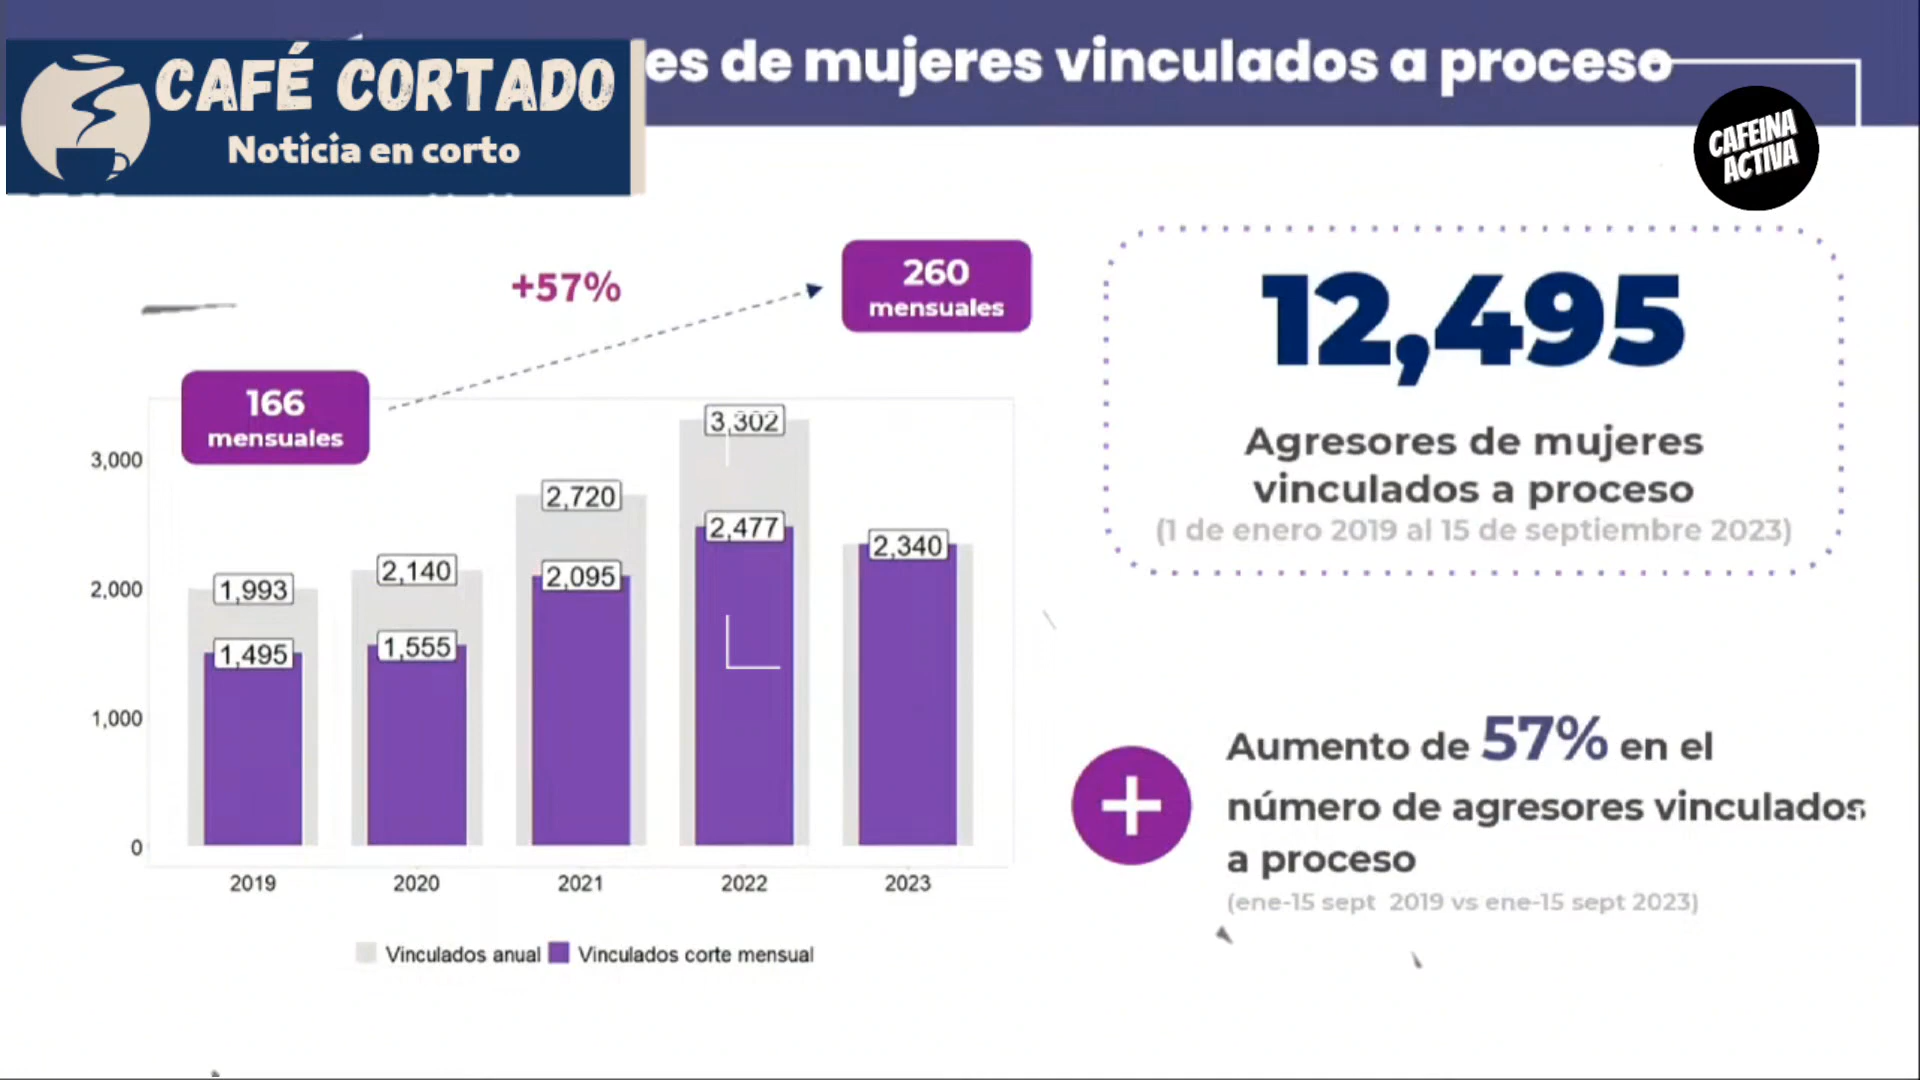 CAFÉ CORTADO
Noticia en corto
es de mujeres vinculados a proceso
CAFEINA
ACTIVA
+57%
260
mensuales
166
mensuales
3,000
2,000
1,000
0
1,993
1,495
2,140
1,555
2,720
2,095
3,302
2,477
2,340
2019
2020
2021
2022
2023
Vinculados anual
Vinculados corte mensual
12,495
Agresores de mujeres
vinculados a proceso
(1 de enero 2019 al 15 de septiembre 2023)
Aumento de 57% en el
número de agresores vinculados
a proceso
(ene-15 sept 2019 vs ene-15 sept 2023)